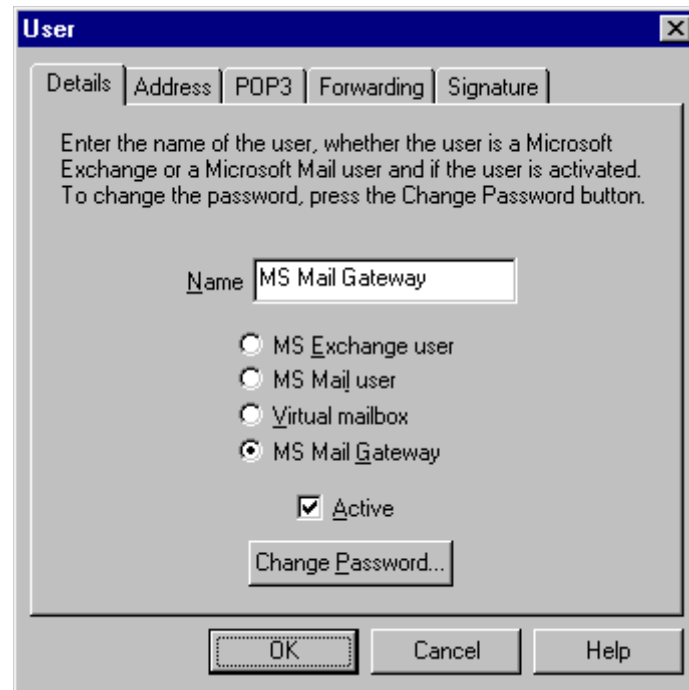 User
Details Address POP3 Forwarding Signature
Enter the name of the user, whether the user is a Microsoft
Exchange or a Microsoft Mail user and if the user is activated.
To change the password, press the Change Password button.
Name MS Mail Gateway
MS Exchange user
MS Mail user
Virtual mailbox
MS Mail Gateway
Active
Change Password...
OK Cancel Help